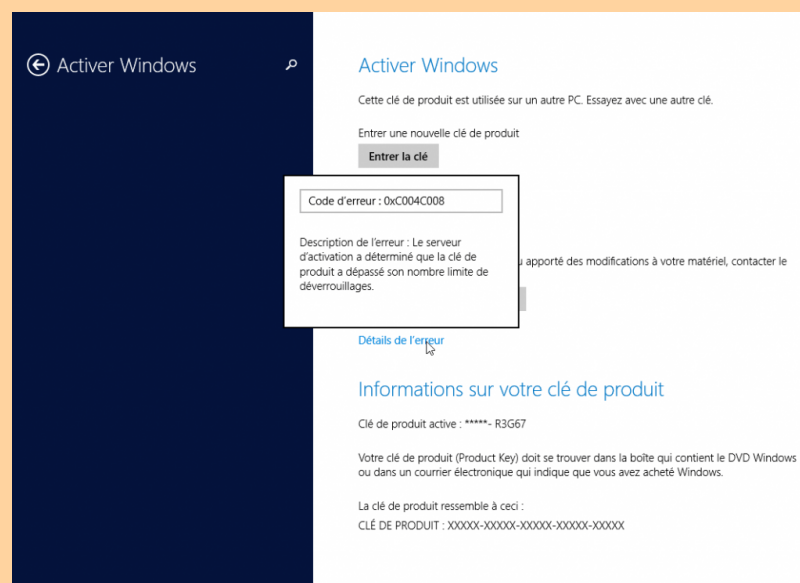 Activer Windows
Activer Windows
Cette clé de produit est utilisée sur un autre PC. Essayez avec une autre clé.
Entrer une nouvelle clé de produit
Entrer la clé
Code d'erreur : 0xC004C008
Description de l'erreur : Le serveur
d'activation a déterminé que la clé de
produit a dépassé son nombre limite de
déverrouillages.
apporté des modifications à votre matériel, contacter le
Détails de l'erreur
Informations sur votre clé de produit
Clé de produit active : *****- R3G67
Votre clé de produit (Product Key) doit se trouver dans la boîte qui contient le DVD Windows
ou dans un courrier électronique qui indique que vous avez acheté Windows.
La clé de produit ressemble à ceci :
CLÉ DE PRODUIT : XXXXX-XXXXX-XXXXX-XXXXX-XXXXX